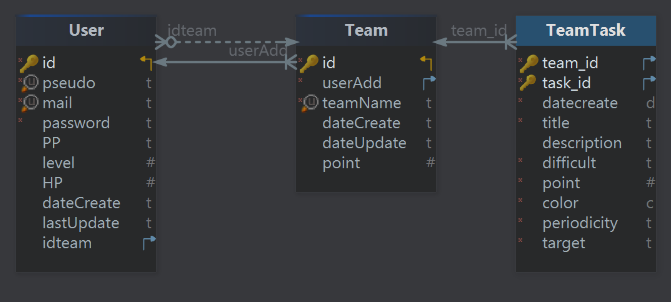 User
id
pseudo
mail
password
PP
level
HP
dateCreate
lastUpdate
idteam
t
t
t
t
#
#
t
t
idteam
userAdd
Team
id
userAdd
teamName
dateCreate
dateUpdate
point
t
t
t
#
team_id
TeamTask
team_id
task_id
datecreate
title
description
difficult
point
color
periodicity
target
d
t
t
t
#
c
t
t